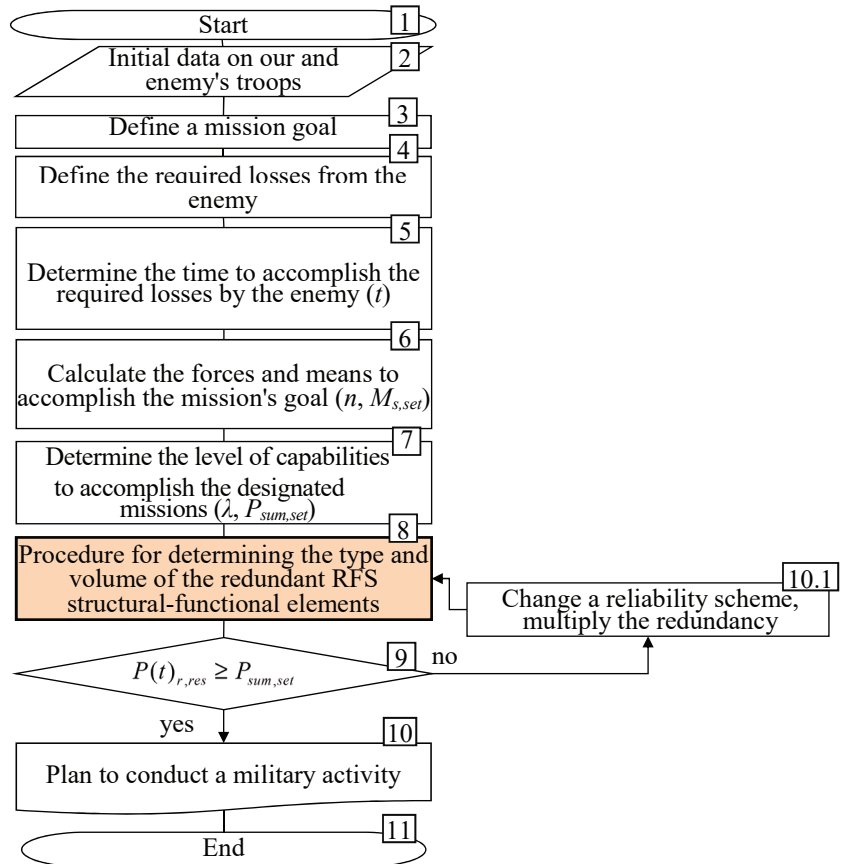 1
Start
2
Initial data on our and
enemy's troops
3
Define a mission goal
4
Define the required losses from the
enemy
5
Determine the time to accomplish the
required losses by the enemy (t)
6
Calculate the forces and means to
accomplish the mission's goal (n, Ms,set)
7
Determine the level of capabilities
to accomplish the designated
missions (λ, Psum,set)
8
Procedure for determining the type and
volume of the redundant RFS
structural-functional elements
10.1
Change a reliability scheme,
multiply the redundancy
9
no
P(t)r,res ≥ Psum,set
yes
10
Plan to conduct a military activity
11
End